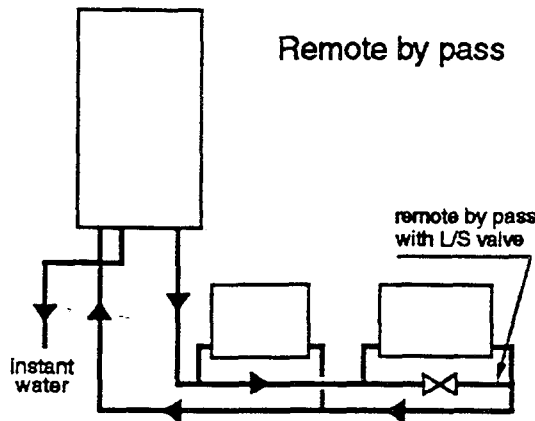 Remote by pass
remote by pass
with L/S valve
instant
water